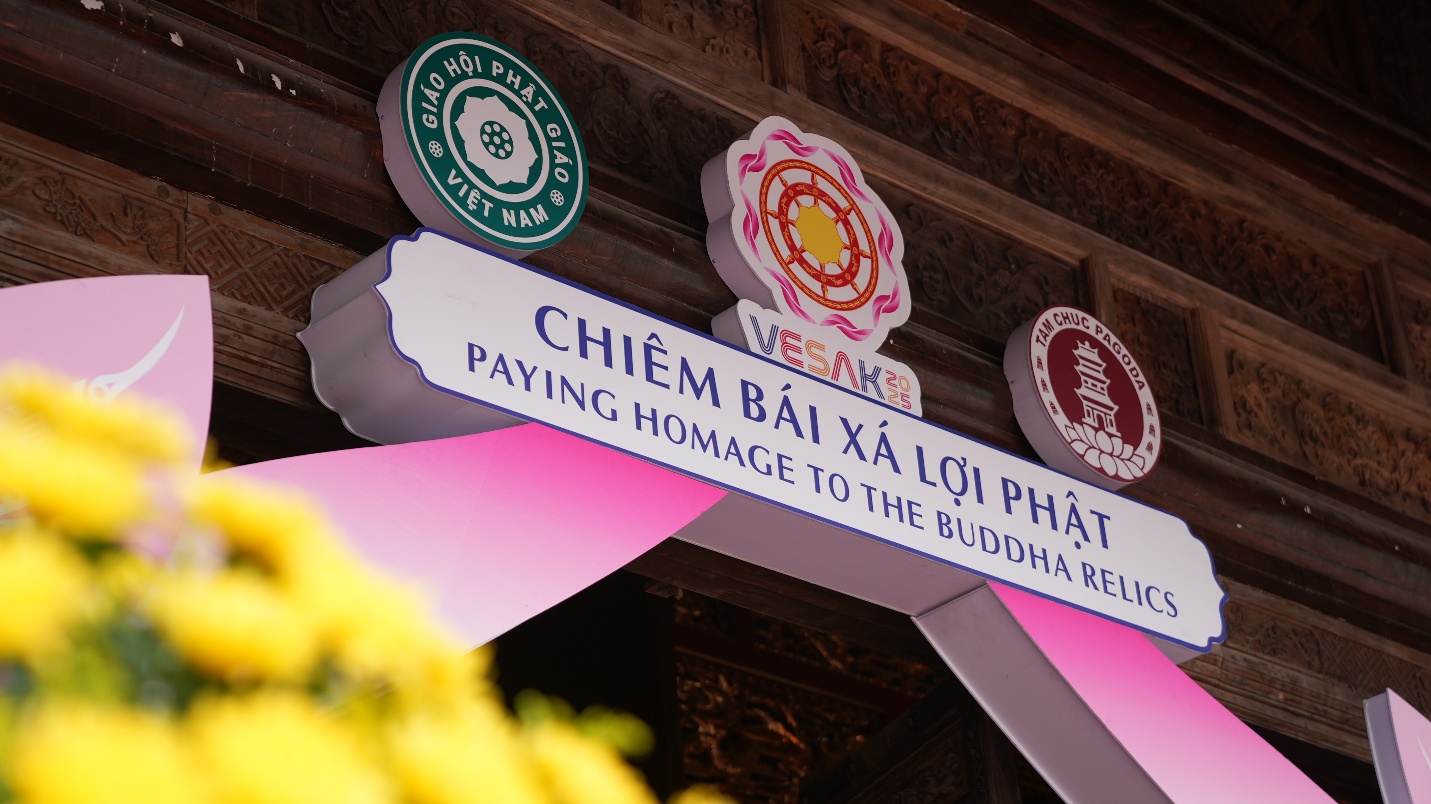 GIÁO HỘI PHẬT GIÁO
VIỆT NAM
VESAK 2025
TAM CHUC PAGODA
CHIÊM BÁI XÁ LỢI PHẬT
PAYING HOMAGE TO THE BUDDHA RELICS